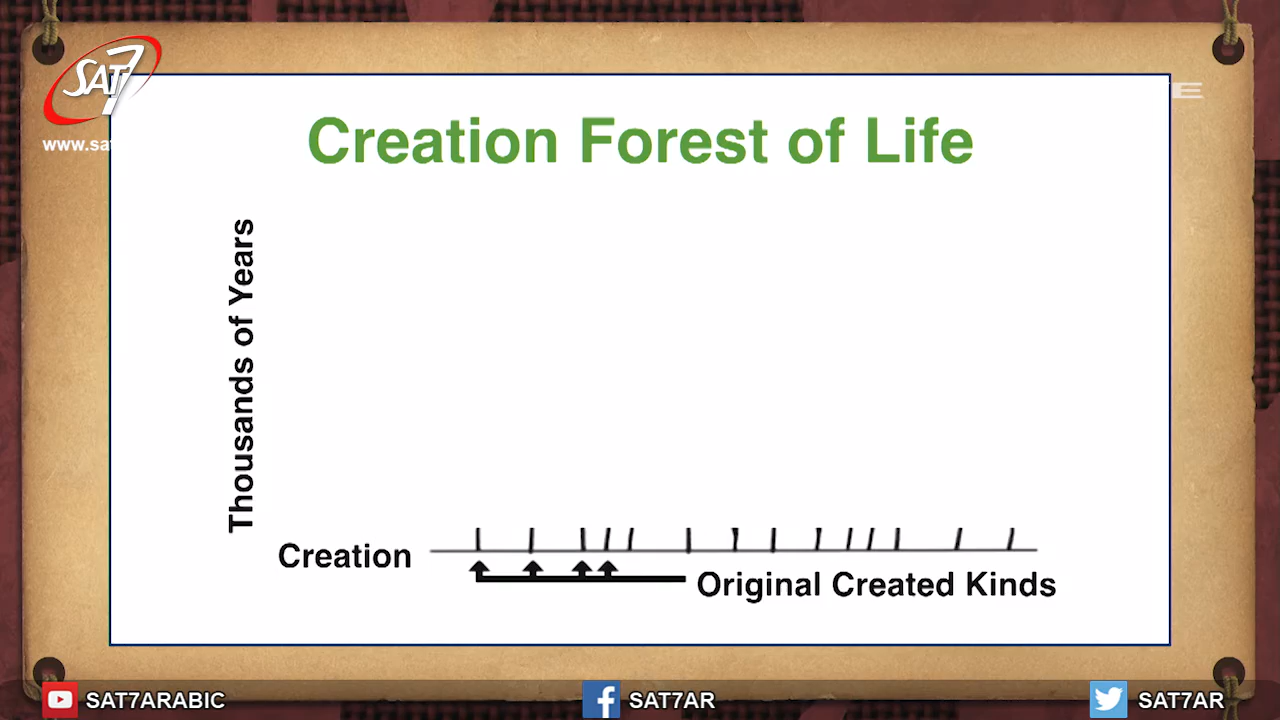 SAT7
www.sat
Creation Forest of Life
Thousands of Years
Creation
Original Created Kinds
SAT7ARABIC
SAT7AR
SAT7AR